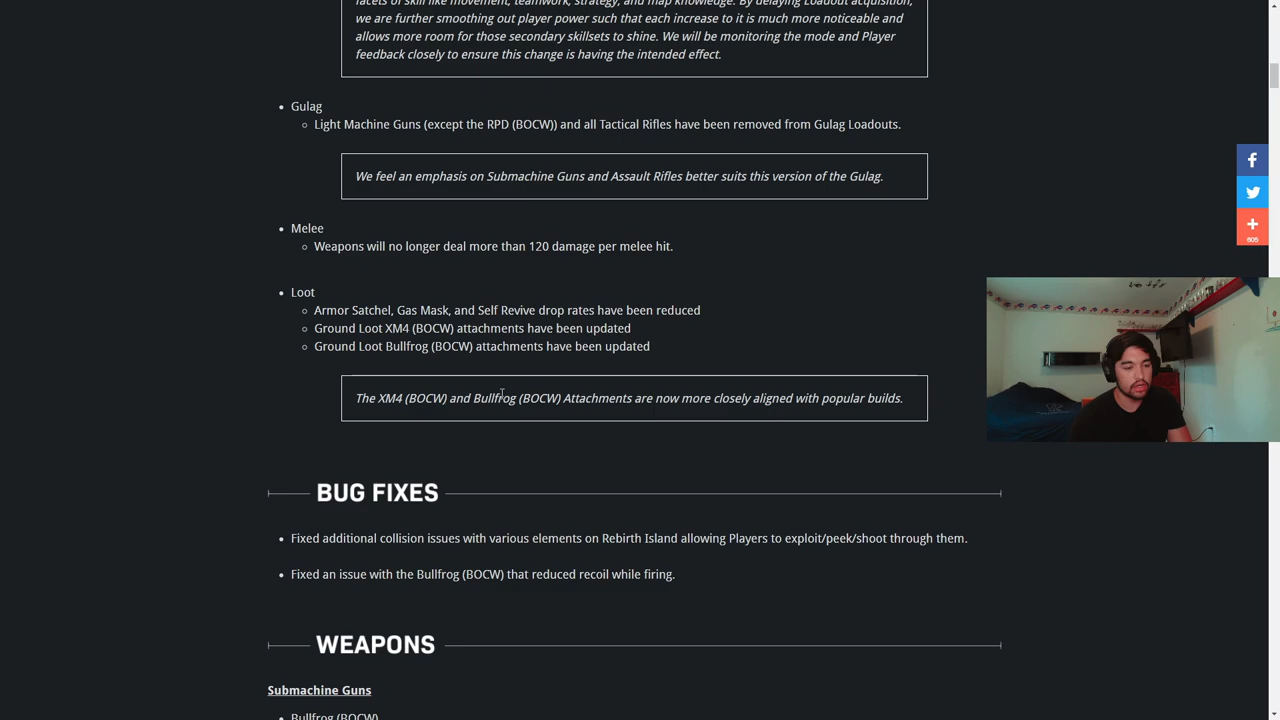 facets of skill like movement, teamwork, strategy, and map knowledge. By delaying Loadout acquisition,
we are further smoothing out player power such that each increase to it is much more noticeable and
allows more room for those secondary skillsets to shine. We will be monitoring the mode and Player
feedback closely to ensure this change is having the intended effect.
Gulag
Light Machine Guns (except the RPD (BOCW)) and all Tactical Rifles have been removed from Gulag Loadouts.
We feel an emphasis on Submachine Guns and Assault Rifles better suits this version of the Gulag.
Melee
Weapons will no longer deal more than 120 damage per melee hit.
Loot
Armor Satchel, Gas Mask, and Self Revive drop rates have been reduced
Ground Loot XM4 (BOCW) attachments have been updated
Ground Loot Bullfrog (BOCW) attachments have been updated
The XM4 (BOCW) and Bullfrog (BOCW) Attachments are now more closely aligned with popular builds.
BUG FIXES
Fixed additional collision issues with various elements on Rebirth Island allowing Players to exploit/peek/shoot through them.
Fixed an issue with the Bullfrog (BOCW) that reduced recoil while firing.
WEAPONS
Submachine Guns
Bullfrog (BOCW)
605